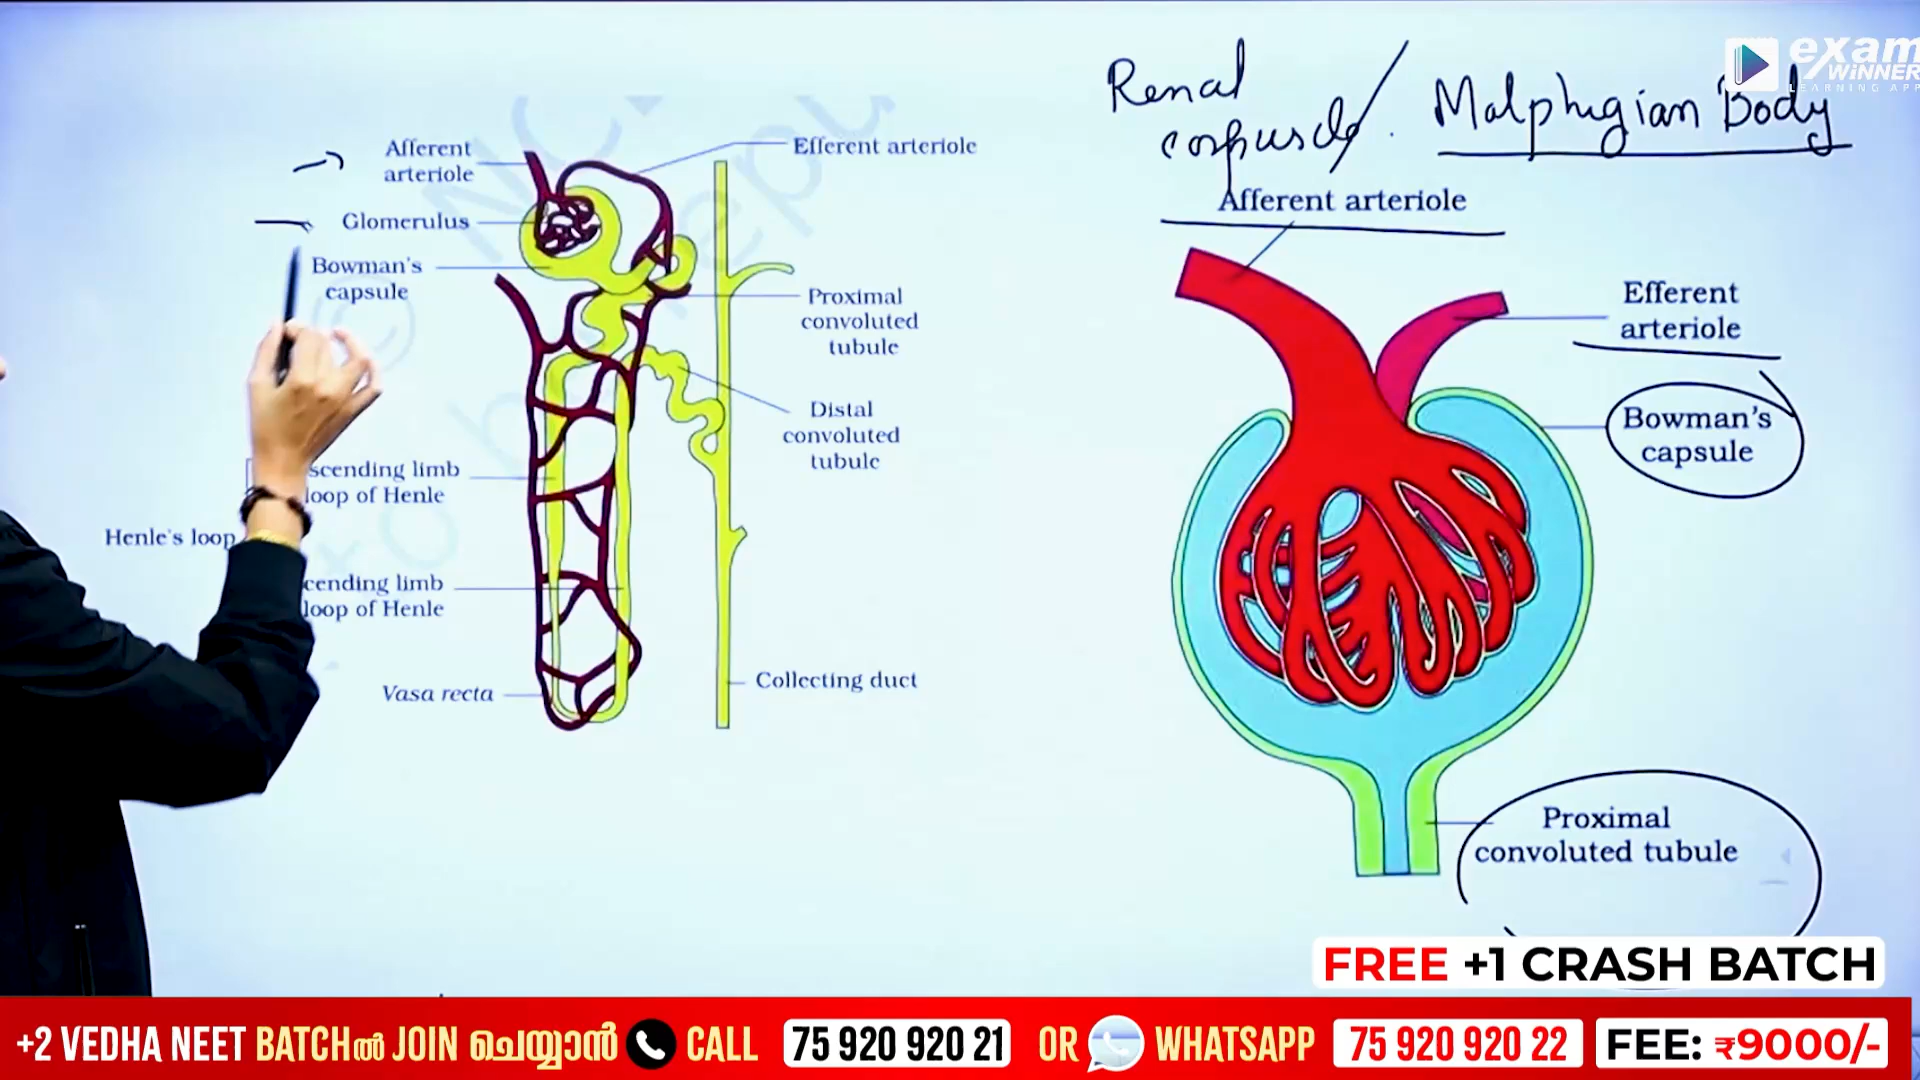 exam
WINNER
LEARNING APP
Renal
corpuscle / Malphigian Body
Afferent
arteriole
Glomerulus
Bowman's
capsule
scending limb
loop of Henle
Henle's loop
cending limb
loop of Henle
Vasa recta
Efferent arteriole
Proximal
convoluted
tubule
Distal
convoluted
tubule
Collecting duct
Afferent arteriole
Efferent
arteriole
Bowman's
capsule
Proximal
convoluted tubule
FREE +1 CRASH BATCH
+2 VEDHA NEET BATCHൽ JOIN ചെയ്യാൻ CALL 75 920 920 21 OR WHATSAPP 75 920 920 22 FEE: ₹9000/-